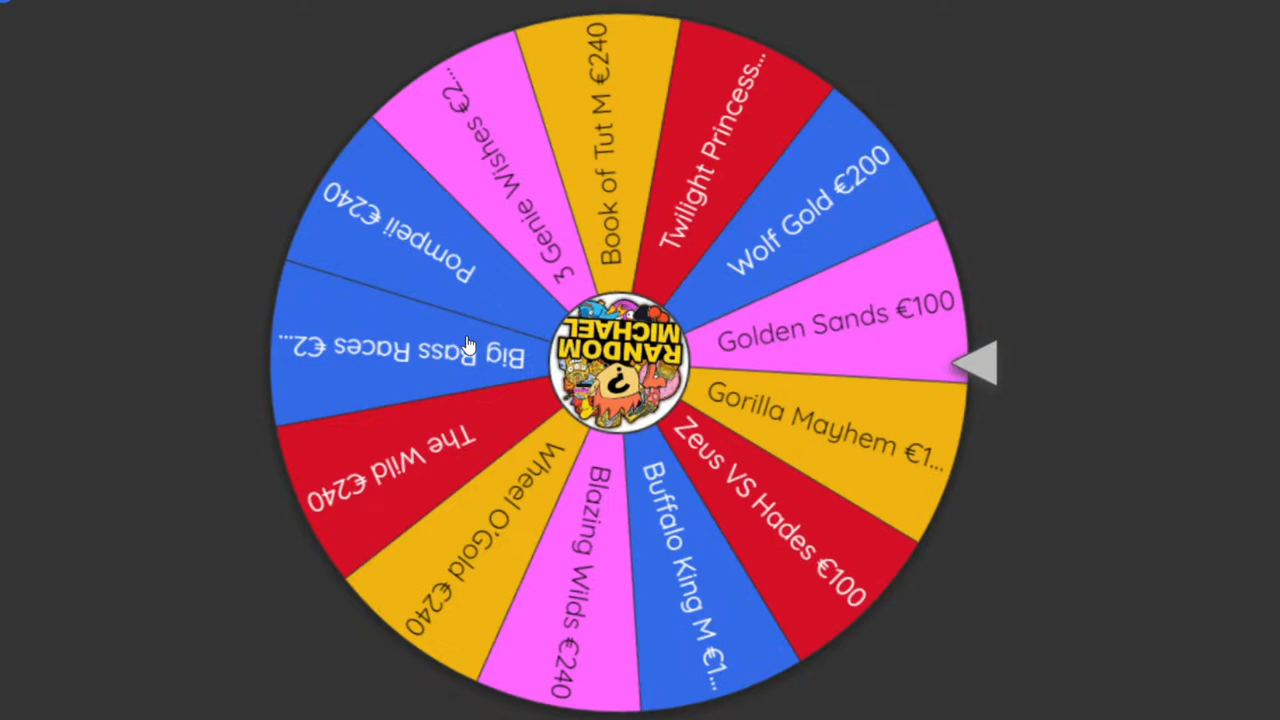 Book of Tut M €240
Twilight Princess...
Wolf Gold €200
Golden Sands €100
Gorilla Mayhem €1...
Zeus VS Hades €100
Buffalo King M €1...
Blazing Wilds €240
Wheel O'Gold €240
The Wild €240
Big Bass Races €2...
Pompeii €240
3 Genie Wishes €2...
RANDOM
MICHAEL
?